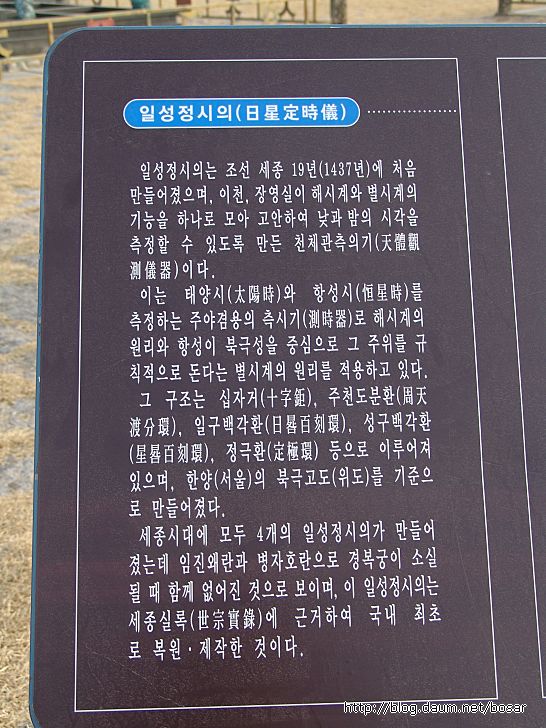 일성정시의(日星定時儀)
일성정시의는 조선 세종 19년(1437년)에 처음
만들어졌으며, 이천, 장영실이 해시계와 별시계의
기능을 하나로 모아 고안하여 낮과 밤의 시각을
측정할 수 있도록 만든 천체관측의기(天體觀
測儀器)이다.
이는 태양시(太陽時)와 항성시(恒星時)를
측정하는 주야겸용의 측시기(測時器)로 해시계의
원리와 항성이 북극성을 중심으로 그 주위를 규
칙적으로 돈다는 별시계의 원리를 적용하고 있다.
그 구조는 십자거(十字鉅), 주천도분환(周天
渡分環), 일구백각환(日晷百刻環), 성구백각환
(星晷百刻環), 정극환(定極環) 등으로 이루어져
있으며, 한양(서울)의 북극고도(위도)를 기준으
로 만들어졌다.
세종시대에 모두 4개의 일성정시의가 만들어
졌는데 임진왜란과 병자호란으로 경복궁이 소실
될 때 함께 없어진 것으로 보이며, 이 일성정시의는
세종실록(世宗實錄)에 근거하여 국내 최초
로 복원·제작한 것이다.
http://blog.daum.net/bosar